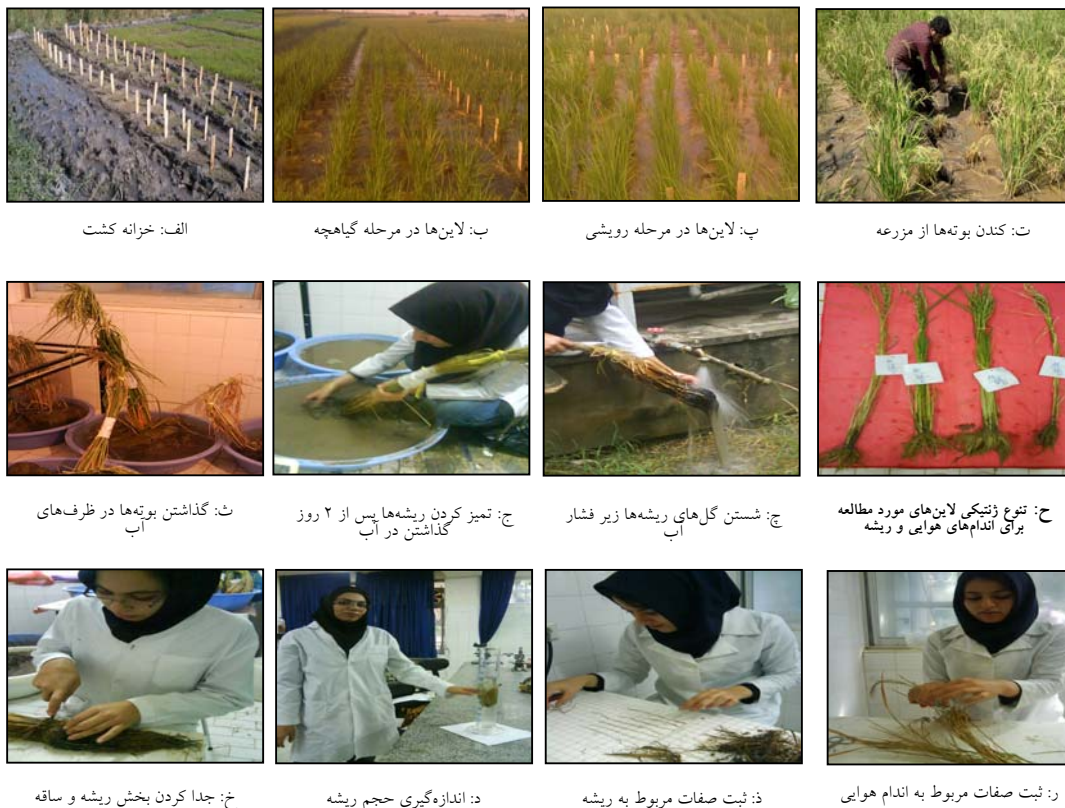 الف: خزانه کشت
ب: لاین‌ها در مرحله گیاهچه
پ: لاین‌ها در مرحله رویشی
ت: کندن بوته‌ها از مزرعه
ث: گذاشتن بوته‌ها در ظرف‌های
آب
ج: تمیز کردن ریشه‌ها پس از ۲ روز
گذاشتن در آب
چ: شستن گل‌های ریشه‌ها زیر فشار
آب
ح: تنوع ژنتیکی لاین‌های مورد مطالعه
برای اندام‌های هوایی و ریشه
خ: جدا کردن بخش ریشه و ساقه
د: اندازه‌گیری حجم ریشه
ذ: ثبت صفات مربوط به ریشه
ر: ثبت صفات مربوط به اندام هوایی